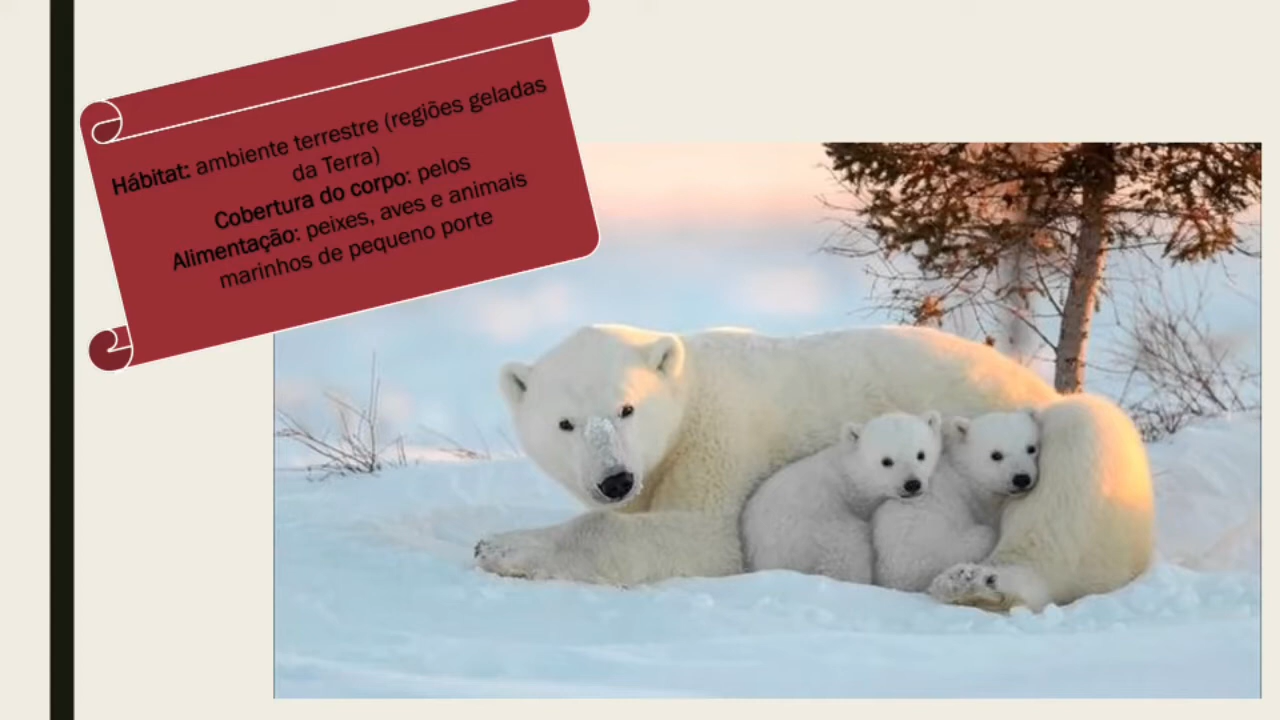 Hábitat: ambiente terrestre (regiões geladas
da Terra)
Cobertura do corpo: pelos
Alimentação: peixes, aves e animais
marinhos de pequeno porte